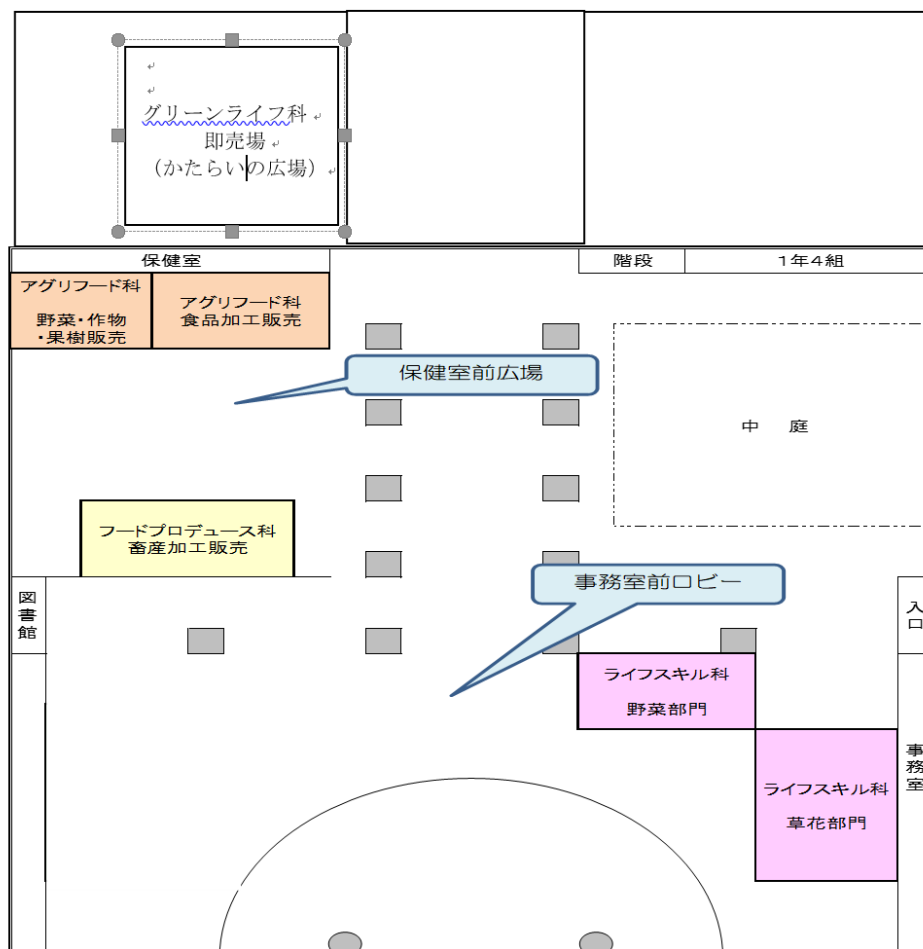 グリーンライフ科
即売場
（かたらいの広場）
保健室
階段
1年4組
アグリフード科
野菜・作物
・果樹販売
アグリフード科
食品加工販売
保健室前広場
中　庭
フードプロデュース科
畜産加工販売
事務室前ロビー
図書館
入口
ライフスキル科
野菜部門
事務室
ライフスキル科
草花部門